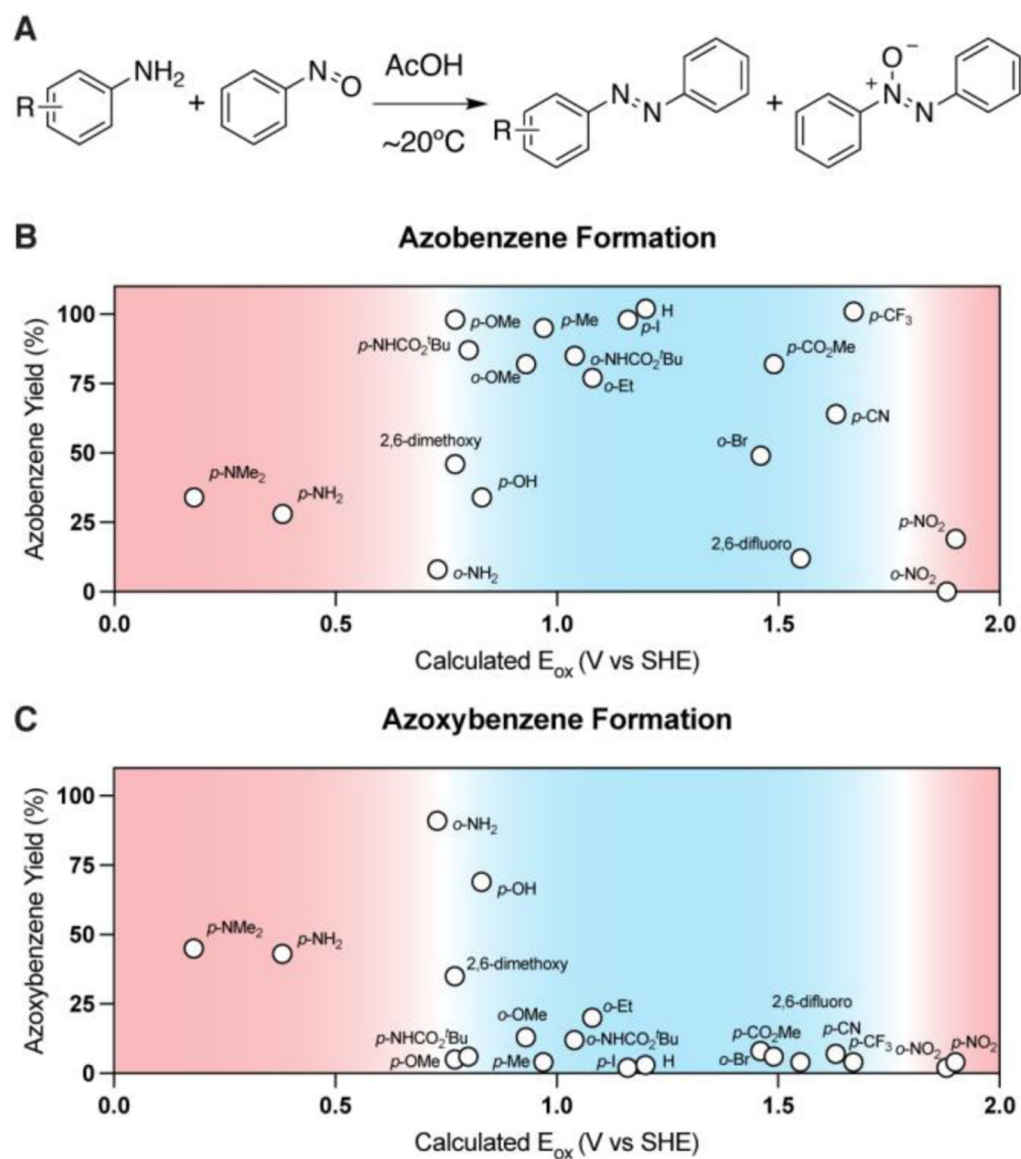 A
NH₂
R
+
N
O
AcOH
~20°C
R
N
N
+
O⁻
N⁺
N
B
Azobenzene Formation
Azobenzene Yield (%)
100
75
50
25
0
p-OMe
p-NHCO₂ᵗBu
o-OMe
p-Me
p-I
H
o-NHCO₂ᵗBu
o-Et
p-CF₃
p-CO₂Me
p-CN
2,6-dimethoxy
p-OH
o-Br
p-NMe₂
p-NH₂
o-NH₂
2,6-difluoro
p-NO₂
o-NO₂
0.0
0.5
1.0
1.5
2.0
Calculated Eox (V vs SHE)
C
Azoxybenzene Formation
Azoxybenzene Yield (%)
100
75
50
25
0
o-NH₂
p-OH
p-NMe₂
p-NH₂
2,6-dimethoxy
o-OMe
o-Et
2,6-difluoro
p-NHCO₂ᵗBu
o-NHCO₂ᵗBu
p-CO₂Me
p-CN
p-CF₃
o-NO₂
p-NO₂
p-OMe
p-Me
p-I
H
o-Br
0.0
0.5
1.0
1.5
2.0
Calculated Eox (V vs SHE)